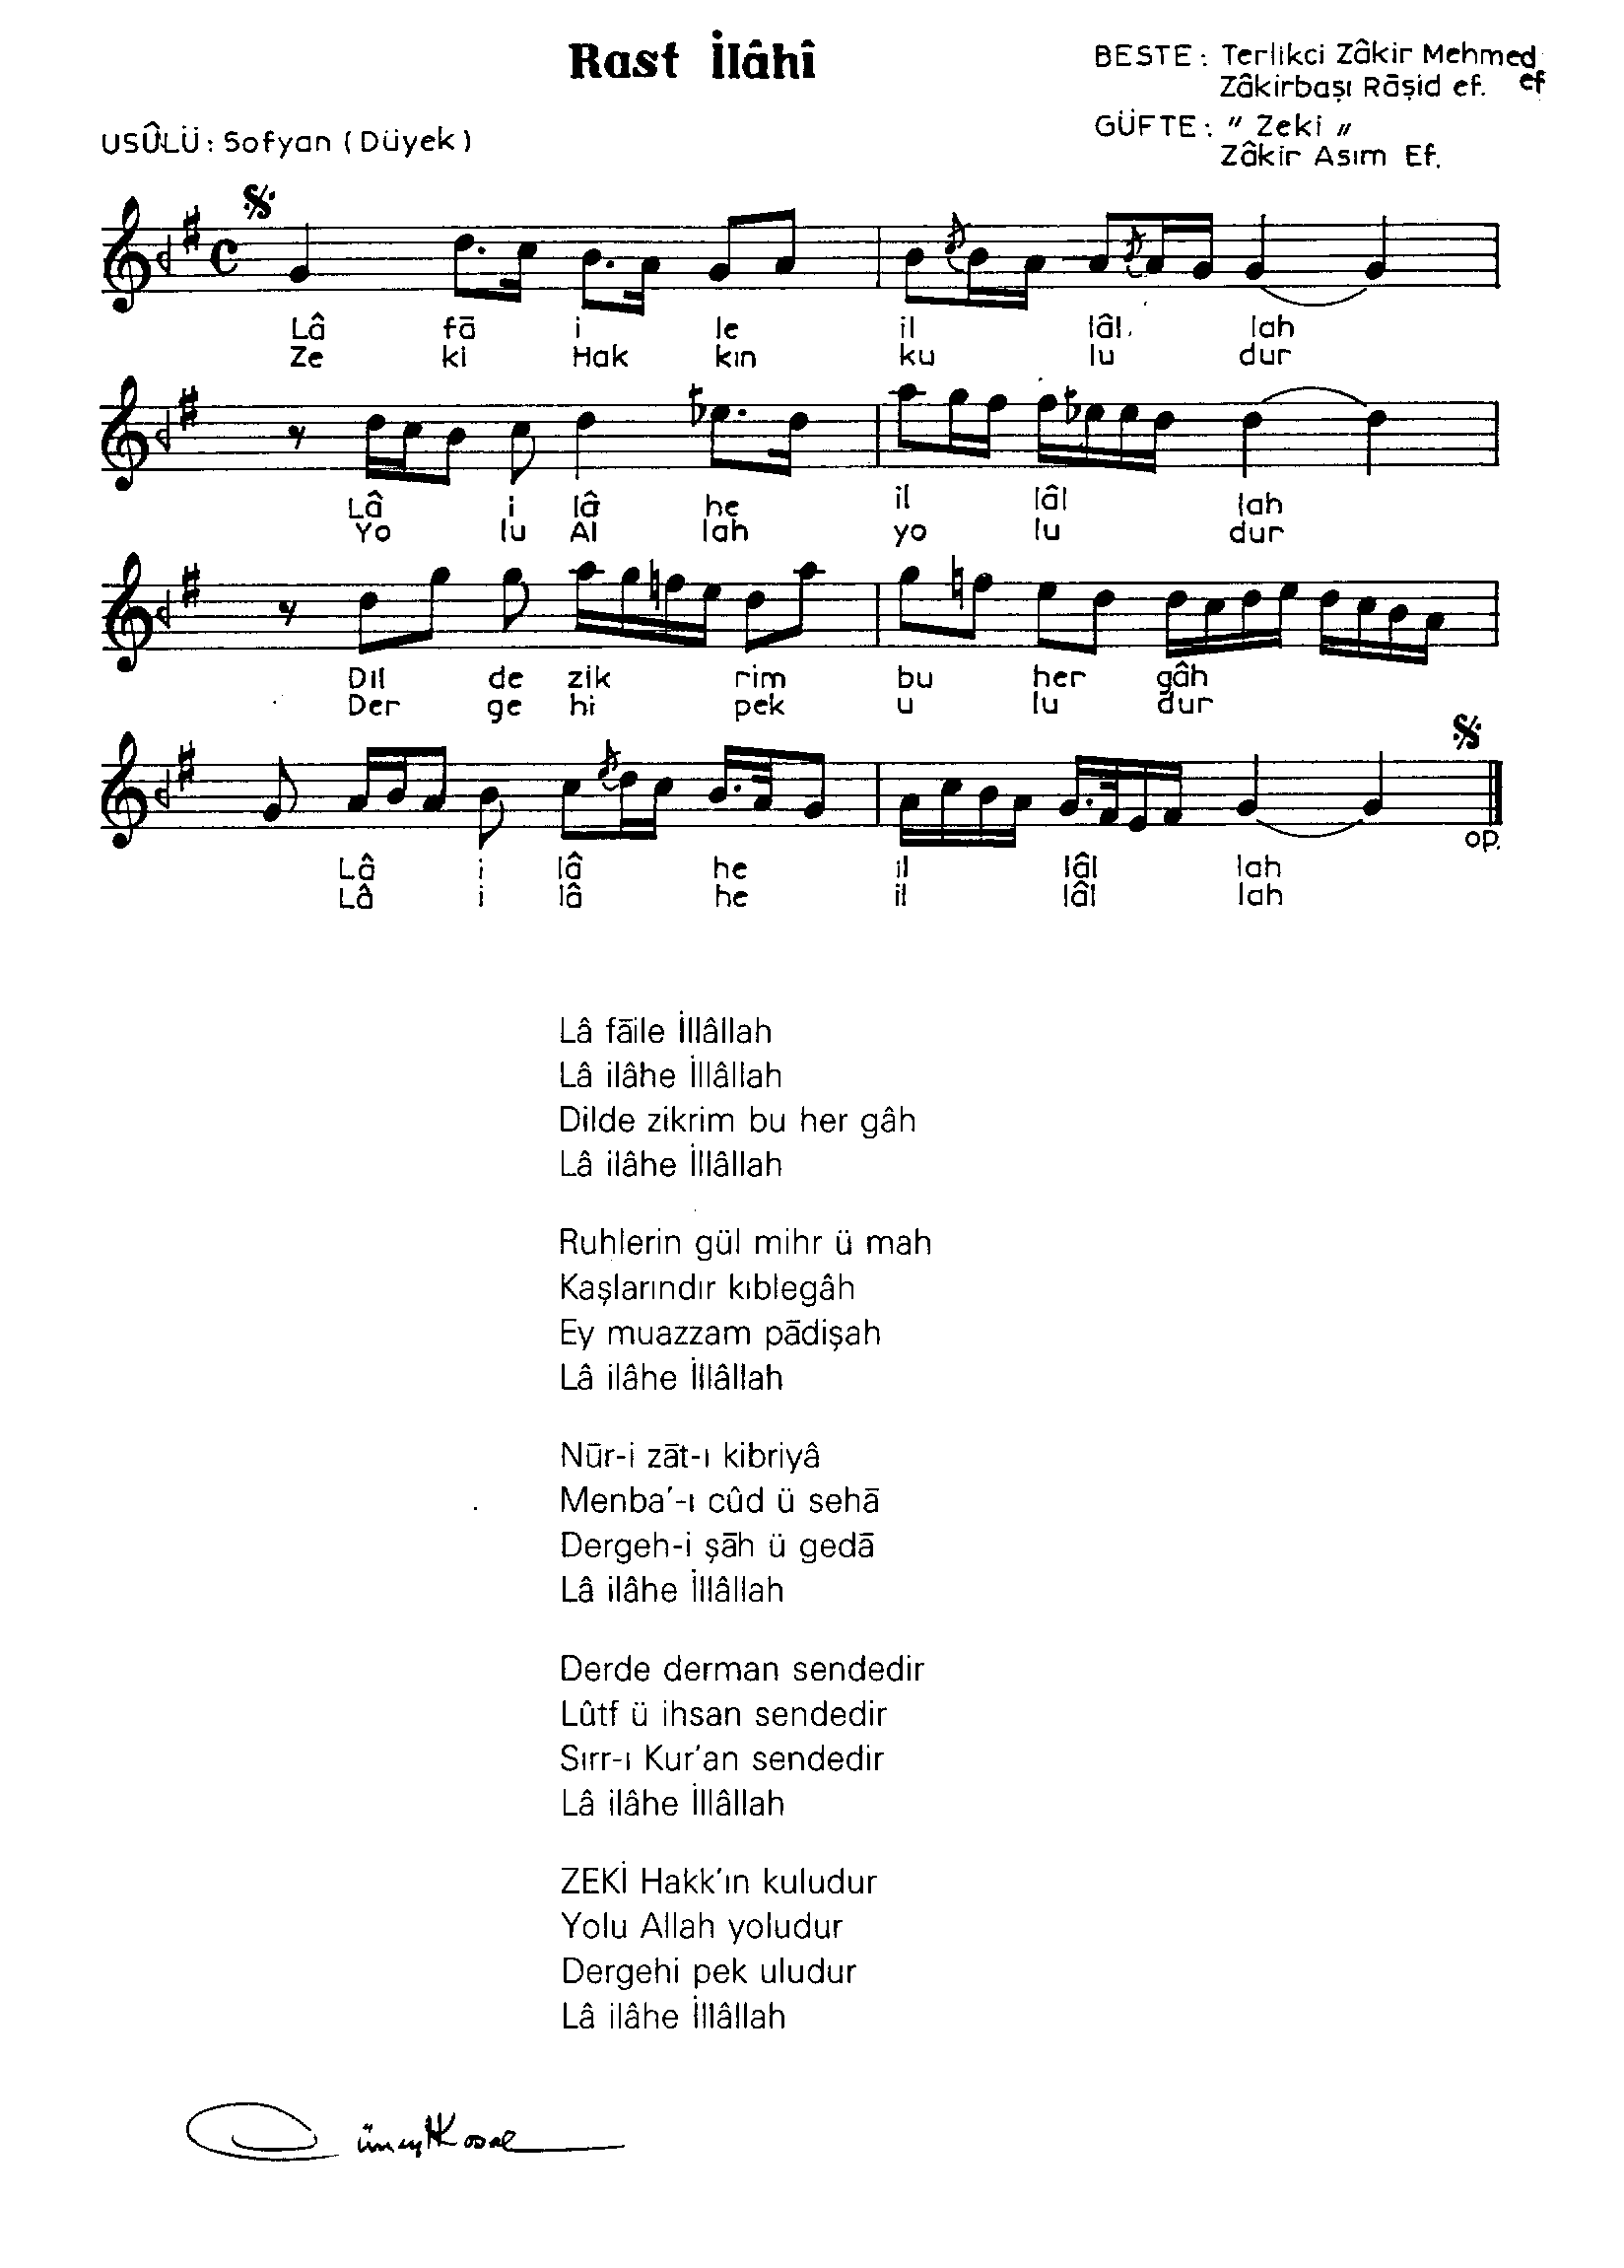 Rast İlâhî
BESTE: Terlikci Zâkir Mehmed ef
Zâkirbaşı Râşid ef.
USÛLÜ: Sofyan (Düyek)
GÜFTE: " Zeki "
Zâkir Asım Ef.
Lâ fā i le il lâl lah
Ze ki Hak kın ku lu dur
Lâ i lâ he il lâl lah
Yo lu Al lah yo lu dur
Dil de zik rim bu her gâh
Der ge hi pek u lu dur
op.
Lâ i lâ he il lâl lah
Lâ i lâ he il lâl lah
Lâ fāile İllâllah
Lâ ilâhe İllâllah
Dilde zikrim bu her gâh
Lâ ilâhe İllâllah
Ruhlerin gül mihr ü mah
Kaşlarındır kıblegâh
Ey muazzam pādişah
Lâ ilâhe İllâllah
Nūr-i zāt-ı kibriyâ
Menba'-ı cûd ü sehā
Dergeh-i şāh ü gedā
Lâ ilâhe İllâllah
Derde derman sendedir
Lûtf ü ihsan sendedir
Sırr-ı Kur'an sendedir
Lâ ilâhe İllâllah
ZEKİ Hakk'ın kuludur
Yolu Allah yoludur
Dergehi pek uludur
Lâ ilâhe İllâllah
Cüneyt Kosal